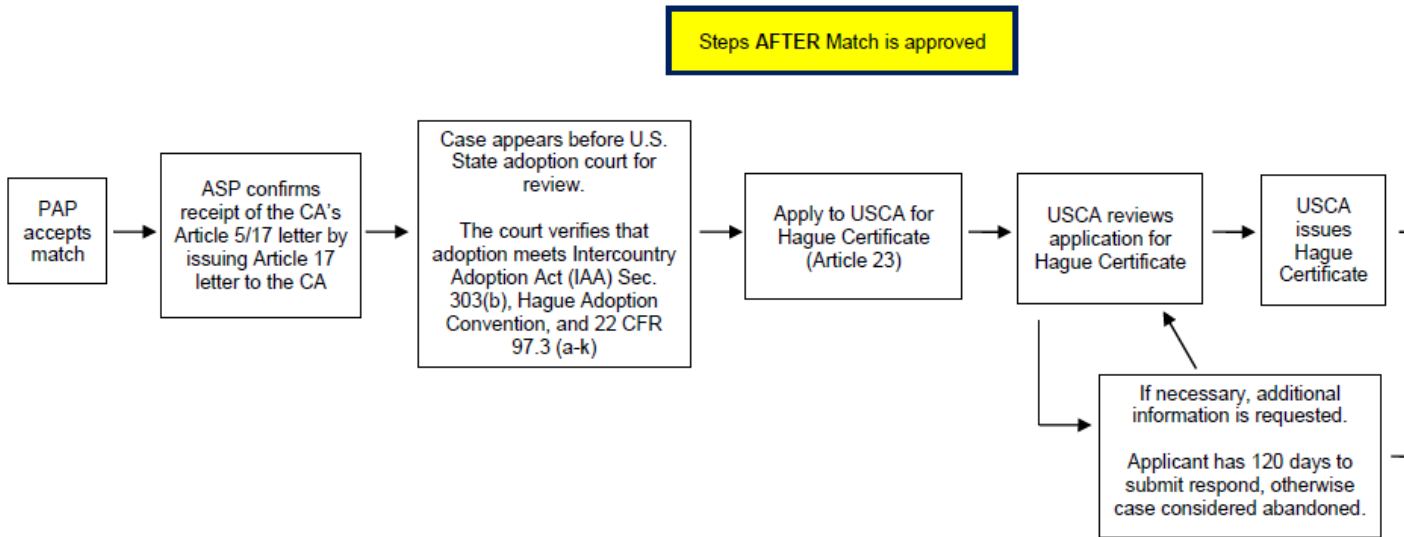 Steps AFTER Match is approved
PAP
accepts
match
ASP confirms
receipt of the CA's
Article 5/17 letter by
issuing Article 17
letter to the CA
Case appears before U.S.
State adoption court for
review.
The court verifies that
adoption meets Intercountry
Adoption Act (IAA) Sec.
303(b), Hague Adoption
Convention, and 22 CFR
97.3 (a-k)
Apply to USCA for
Hague Certificate
(Article 23)
USCA reviews
application for
Hague Certificate
USCA
issues
Hague
Certificate
If necessary, additional
information is requested.
Applicant has 120 days to
submit respond, otherwise
case considered abandoned.